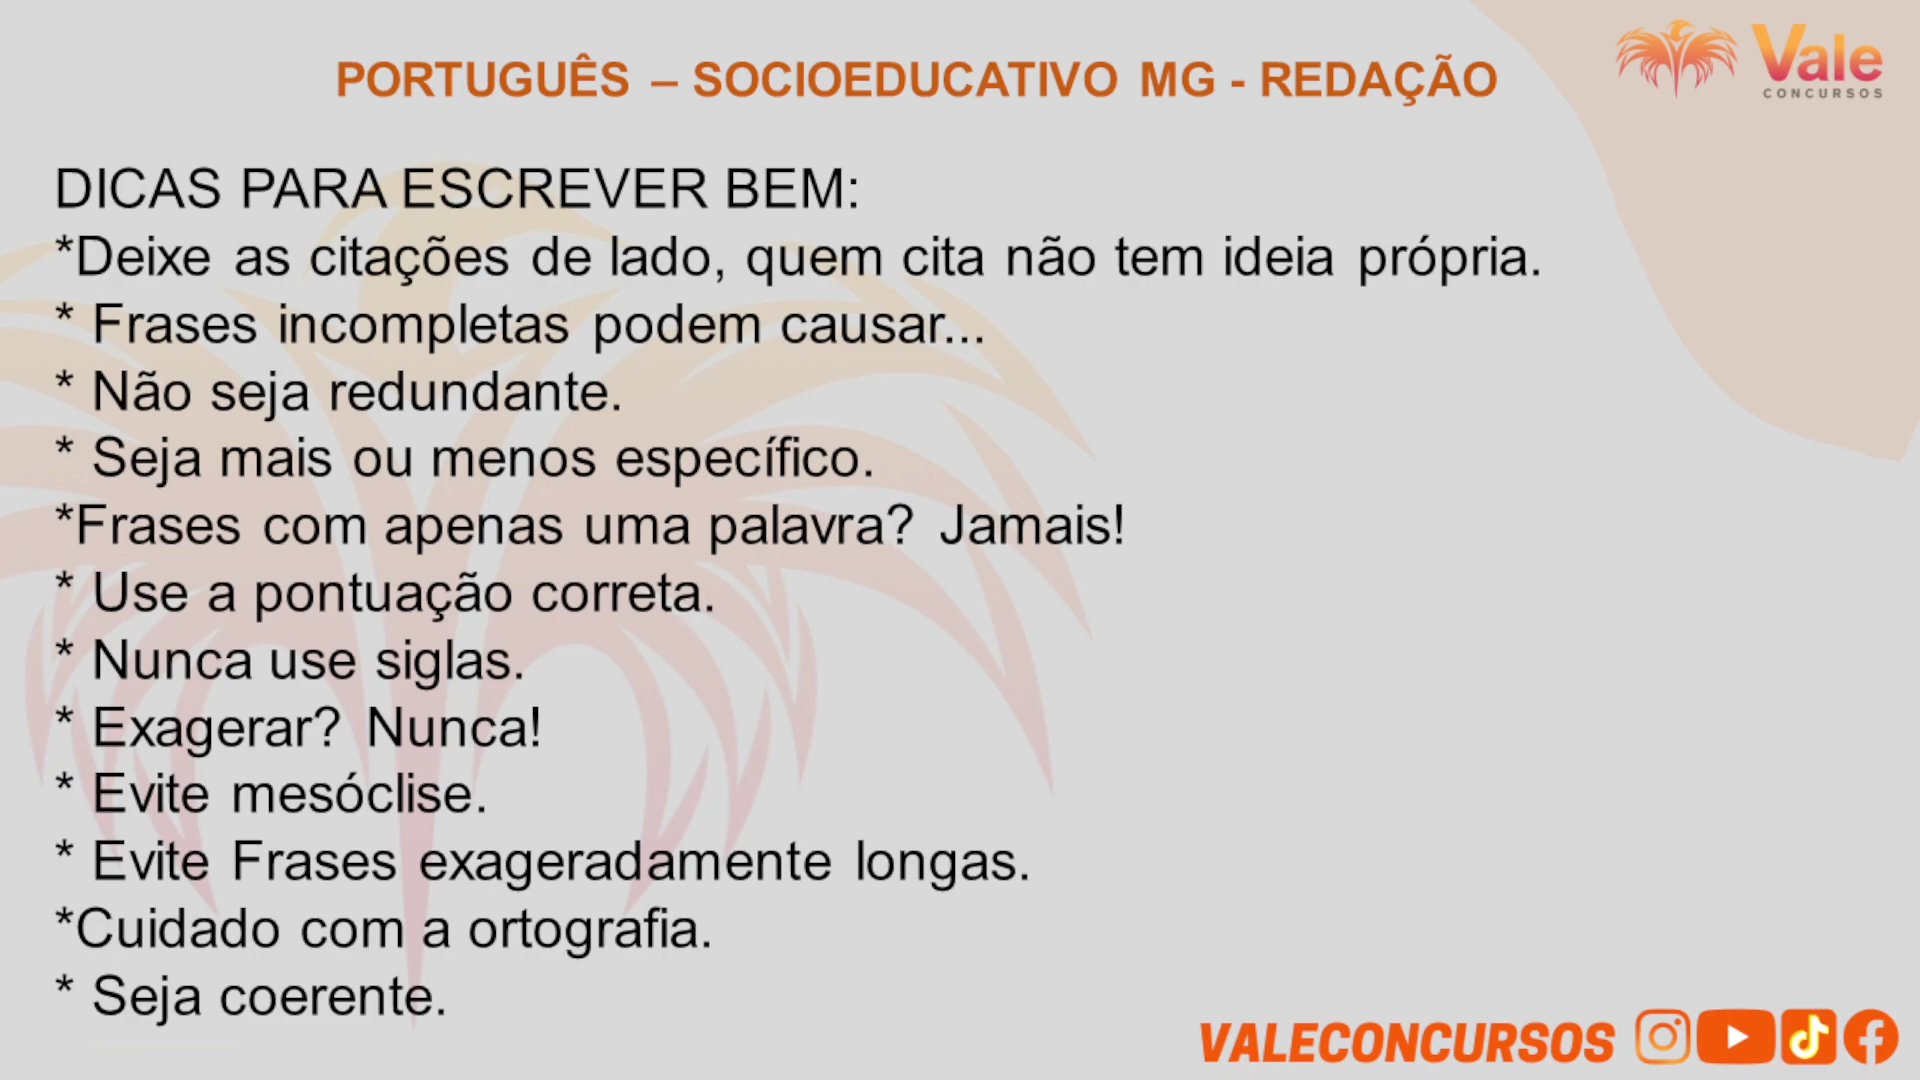 PORTUGUÊS – SOCIOEDUCATIVO MG - REDAÇÃO
Vale
CONCURSOS
DICAS PARA ESCREVER BEM:
*Deixe as citações de lado, quem cita não tem ideia própria.
* Frases incompletas podem causar...
* Não seja redundante.
* Seja mais ou menos específico.
*Frases com apenas uma palavra? Jamais!
* Use a pontuação correta.
* Nunca use siglas.
* Exagerar? Nunca!
* Evite mesóclise.
* Evite Frases exageradamente longas.
*Cuidado com a ortografia.
* Seja coerente.
VALECONCURSOS